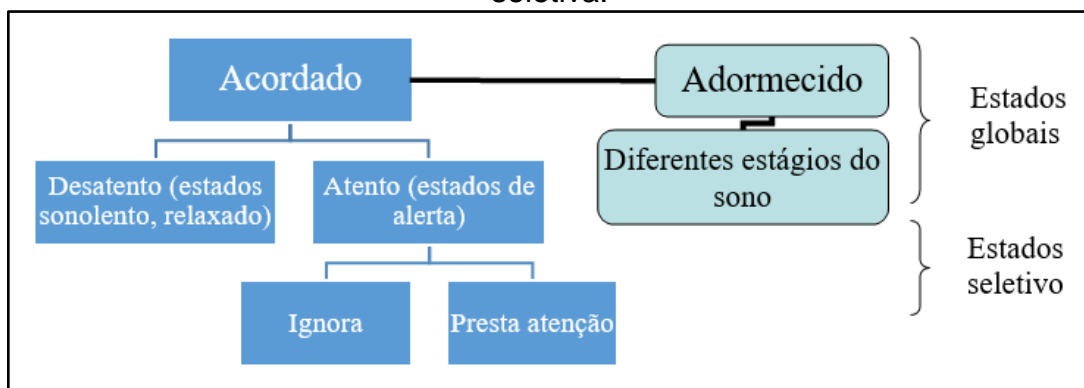 seletiva.
Acordado
Adormecido
Estados
globais
Desatento (estados
sonolento, relaxado)
Atento (estados de
alerta)
Diferentes estágios do
sono
Estados
seletivo
Ignora
Presta atenção